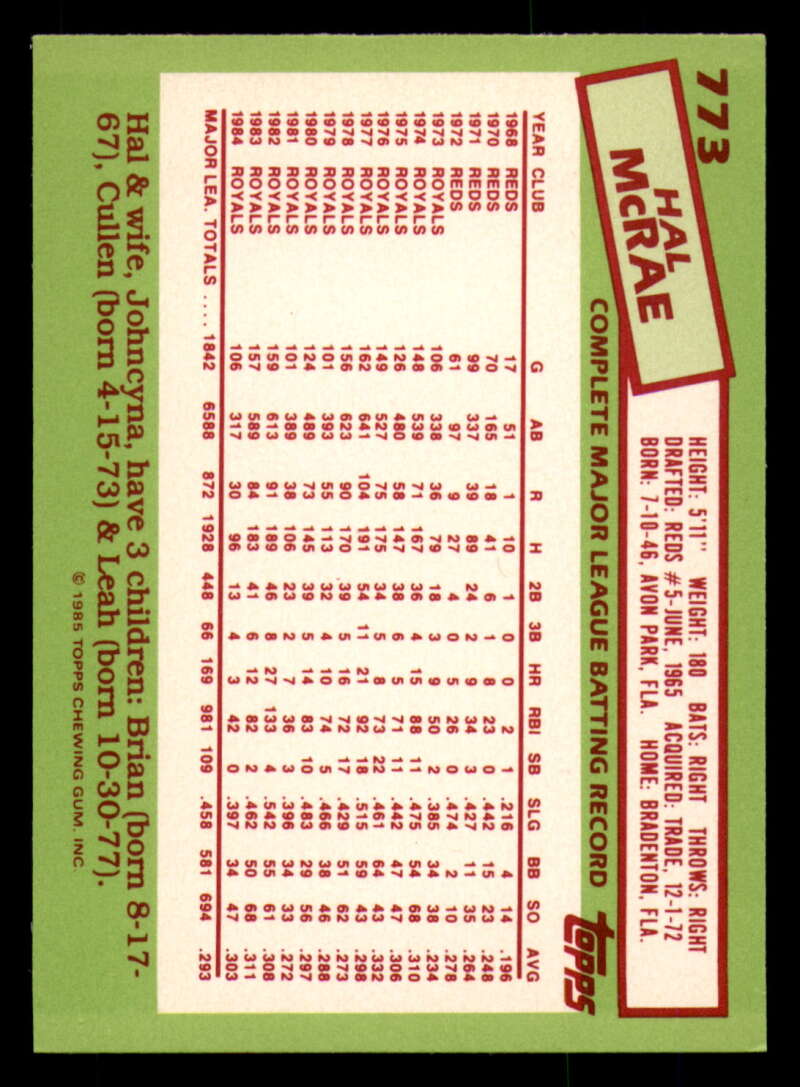 773
HAL
McRAE
HEIGHT: 5'11" WEIGHT: 180 BATS: RIGHT THROWS: RIGHT
DRAFTED: REDS #5-JUNE, 1965 ACQUIRED: TRADE, 12-1-72
BORN: 7-10-46, AVON PARK, FLA. HOME: BRADENTON, FLA.
COMPLETE MAJOR LEAGUE BATTING RECORD
topps
YEAR CLUB G AB R H 2B 3B HR RBI SB SLG BB SO AVG
1968 REDS 17 51 1 10 1 0 0 2 1 .216 4 14 .196
1970 REDS 70 165 18 41 6 1 8 23 0 .442 15 23 .248
1971 REDS 99 337 39 89 24 2 9 34 3 .427 11 35 .264
1972 REDS 61 97 9 27 4 0 5 26 0 .474 2 10 .278
1973 ROYALS 106 338 36 79 18 3 9 50 2 .385 34 38 .234
1974 ROYALS 148 539 71 167 36 4 15 88 11 .475 54 68 .310
1975 ROYALS 126 480 58 147 38 6 5 71 11 .442 47 47 .306
1976 ROYALS 149 527 75 175 34 5 8 73 22 .461 64 43 .332
1977 ROYALS 162 641 104 191 54 11 21 92 18 .515 59 43 .298
1978 ROYALS 156 623 90 170 39 5 16 72 17 .429 51 62 .273
1979 ROYALS 101 393 55 113 32 4 10 74 5 .466 38 46 .288
1980 ROYALS 124 489 73 145 39 5 14 83 10 .483 29 56 .297
1981 ROYALS 101 389 38 106 23 2 7 36 3 .396 34 33 .272
1982 ROYALS 159 613 91 189 46 8 27 133 4 .542 55 61 .308
1983 ROYALS 157 589 84 183 41 6 12 82 2 .462 50 68 .311
1984 ROYALS 106 317 30 96 13 4 3 42 0 .397 34 47 .303
MAJOR LEA. TOTALS .... 1842 6588 872 1928 448 66 169 981 109 .458 581 694 .293
Hal & wife, Johncyna, have 3 children: Brian (born 8-17-
67), Cullen (born 4-15-73) & Leah (born 10-30-77).
© 1985 TOPPS CHEWING GUM, INC.